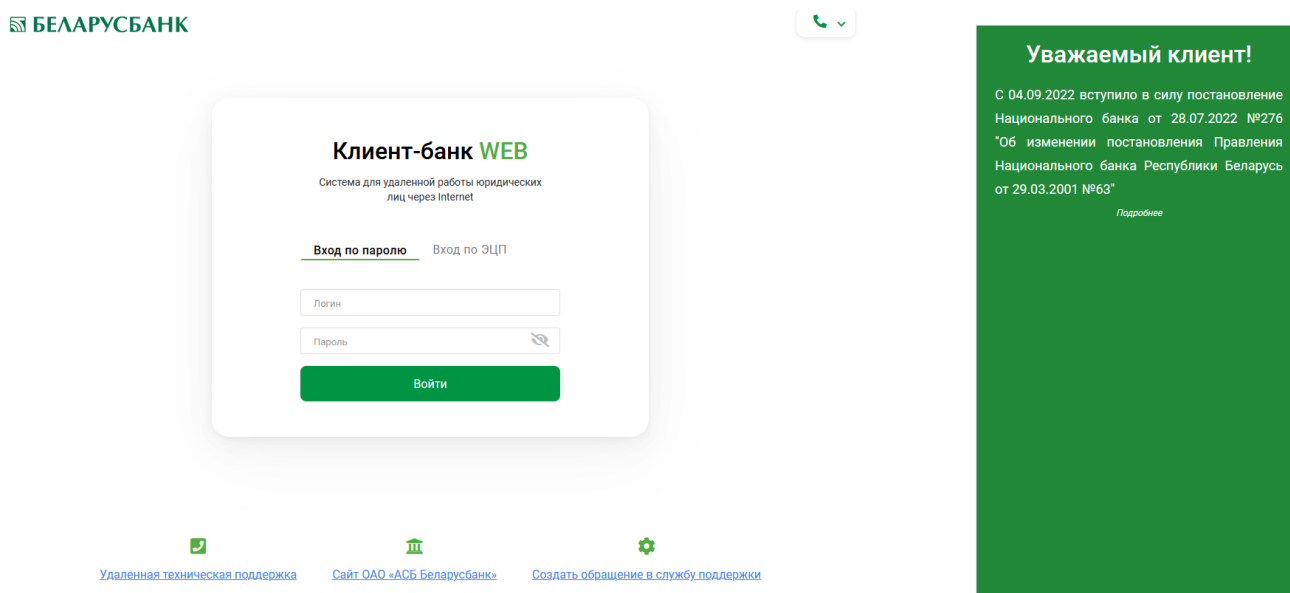 БЕЛАРУСБАНК
Клиент-банк WEB
Система для удаленной работы юридических
лиц через Internet
Вход по паролю Вход по ЭЦП
Логин
Пароль
Войти
Удаленная техническая поддержка
Сайт ОАО «АСБ Беларусбанк»
Создать обращение в службу поддержки
Уважаемый клиент!
С 04.09.2022 вступило в силу постановление
Национального банка от 28.07.2022 №276
"Об изменении постановления Правления
Национального банка Республики Беларусь
от 29.03.2001 №63"
Подробнее